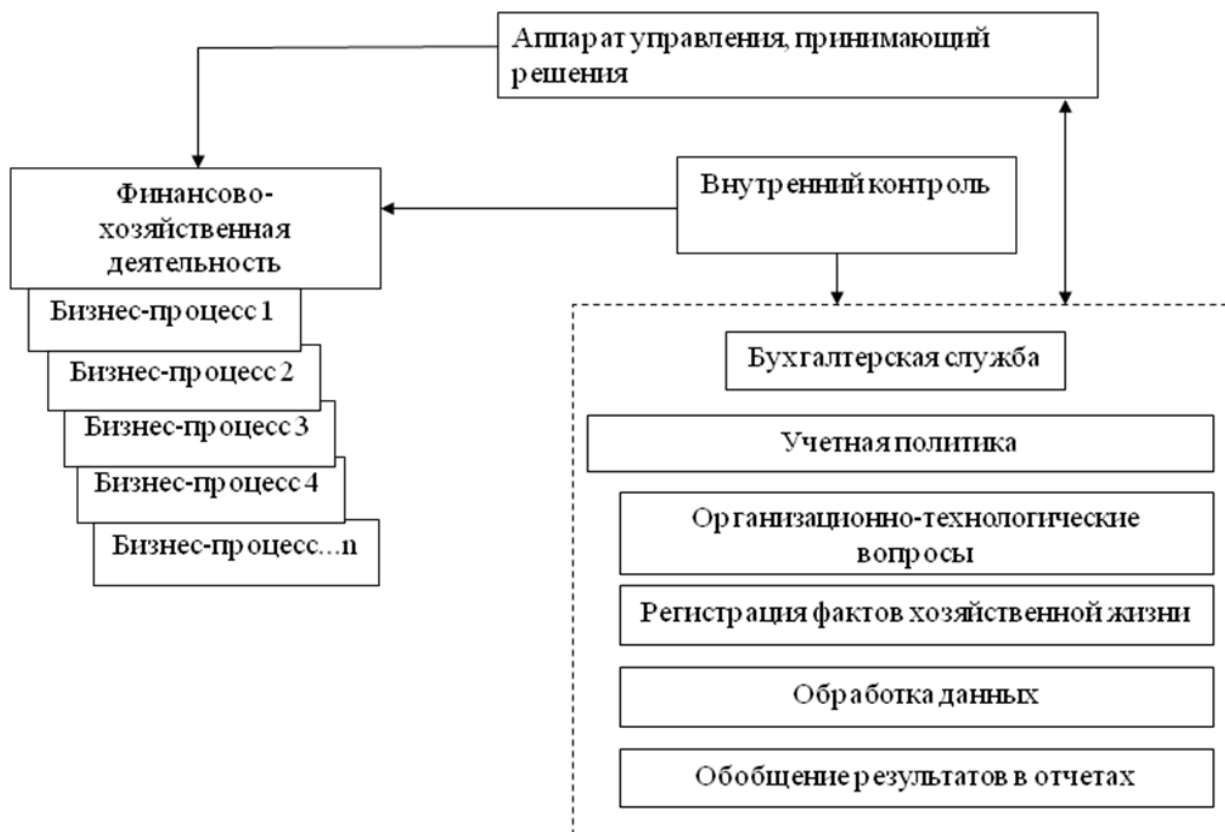 Аппарат управления, принимающий
решения
Внутренний контроль
Финансово-
хозяйственная
деятельность
Бизнес-процесс 1
Бизнес-процесс 2
Бизнес-процесс 3
Бизнес-процесс 4
Бизнес-процесс...n
Бухгалтерская служба
Учетная политика
Организационно-технологические
вопросы
Регистрация фактов хозяйственной жизни
Обработка данных
Обобщение результатов в отчетах